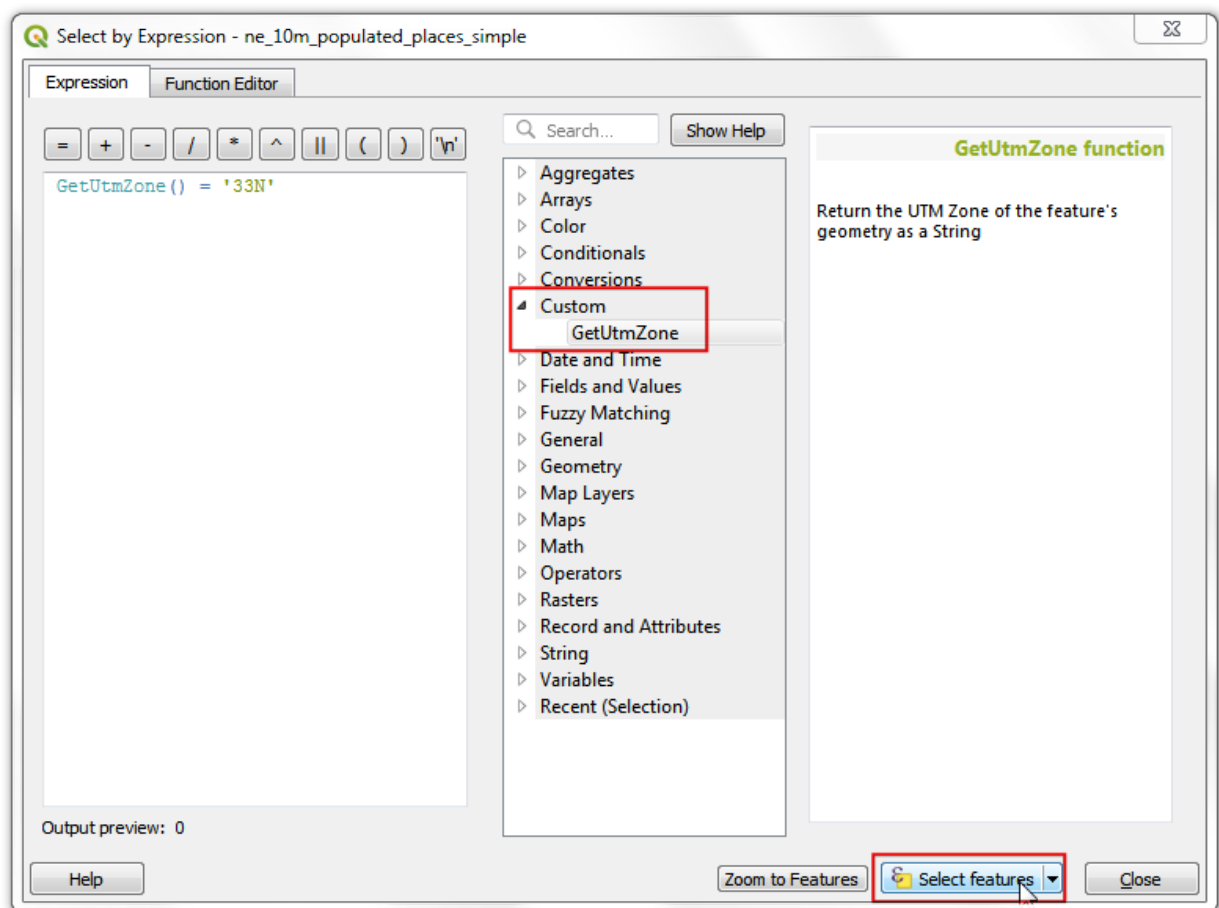 Select by Expression - ne_10m_populated_places_simple
Expression
Function Editor
= + - / * ^ || ( ) '\n'
GetUtmZone() = '33N'
Output preview: 0
Search...
Show Help
Aggregates
Arrays
Color
Conditionals
Conversions
Custom
GetUtmZone
Date and Time
Fields and Values
Fuzzy Matching
General
Geometry
Map Layers
Maps
Math
Operators
Rasters
Record and Attributes
String
Variables
Recent (Selection)
GetUtmZone function
Return the UTM Zone of the feature's
geometry as a String
Help
Zoom to Features
Select features
Close